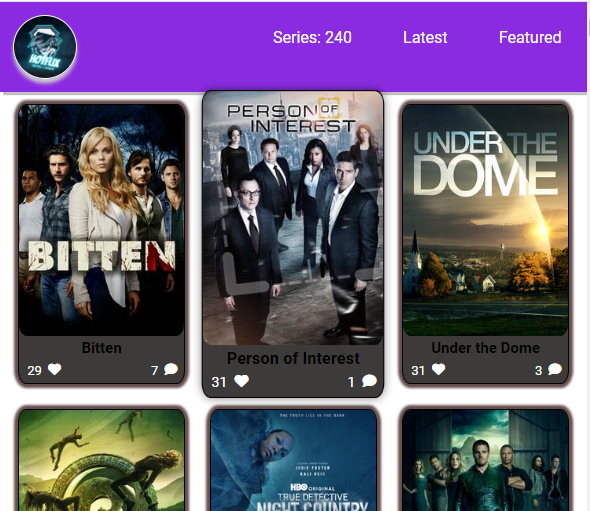 HOTFLIX
Series: 240
Latest
Featured
PERSON OF
INTEREST
UNDER THE
DOME
BITTEN
Bitten
29
7
Person of Interest
31
1
Under the Dome
31
3
THE TRUTH LIES IN THE DARK
JODIE FOSTER
KALI REIS
HBO ORIGINAL
TRUE DETECTIVE
NIGHT COUNTRY